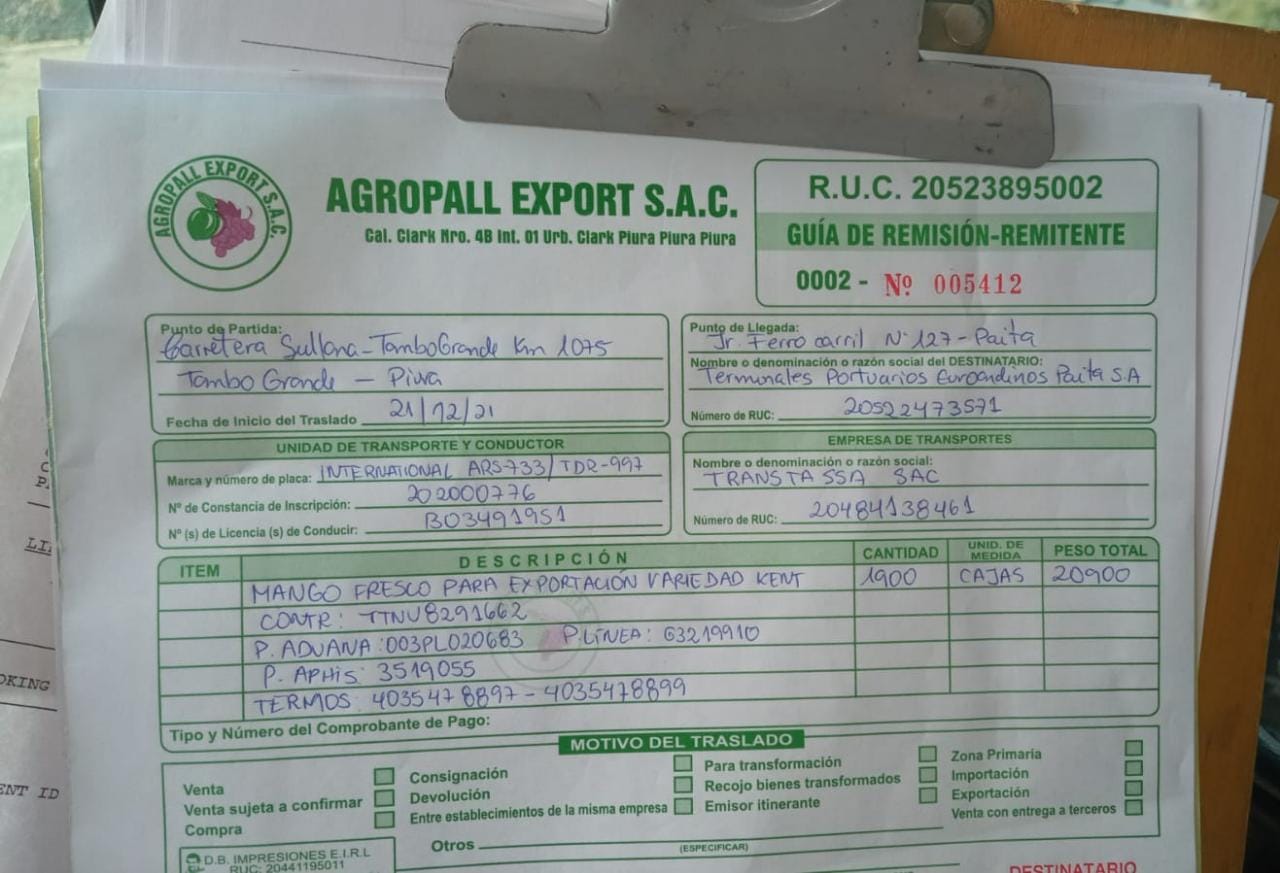 AGROPALL EXPORT S.A.C.
AGROPALL EXPORT S.A.C.
Cal. Clark Nro. 4B Int. 01 Urb. Clark Piura Piura Piura
R.U.C. 20523895002
GUÍA DE REMISIÓN-REMITENTE
0002 - Nº 005412
Punto de Partida:
Carretera Sullana-TamboGrande Km 1075
Tambo Grande - Piura
Fecha de Inicio del Traslado 21/12/21
Punto de Llegada: Jr. Ferro carril Nº127-Paita
Nombre o denominación o razón social del DESTINATARIO:
Terminales Portuarios Euroandinos Paita S.A
Número de RUC: 20522473571
UNIDAD DE TRANSPORTE Y CONDUCTOR
Marca y número de placa: INTERNATIONAL ARS-733/TDR-997
Nº de Constancia de Inscripción: 202000776
Nº (s) de Licencia (s) de Conducir: B03491951
EMPRESA DE TRANSPORTES
Nombre o denominación o razón social:
TRANSTASSA SAC
Número de RUC: 20484138461
ITEM DESCRIPCIÓN CANTIDAD UNID. DE MEDIDA PESO TOTAL
MANGO FRESCO PARA EXPORTACIÓN VARIEDAD KENT 1900 CAJAS 20900
CONTR: TTNU8291662
P. ADUANA: 003PL020683 P.LÍNEA: 63219910
P. APHIS: 3519055
TERMOS: 4035478897 - 4035478899
Tipo y Número del Comprobante de Pago:
MOTIVO DEL TRASLADO
Venta
Venta sujeta a confirmar
Compra
Consignación
Devolución
Entre establecimientos de la misma empresa
Para transformación
Recojo bienes transformados
Emisor itinerante
Zona Primaria
Importación
Exportación
Venta con entrega a terceros
Otros
(ESPECIFICAR)
D.B. IMPRESIONES E.I.R.L
RUC: 20441195011
DESTINATARIO
OKING
ENT ID